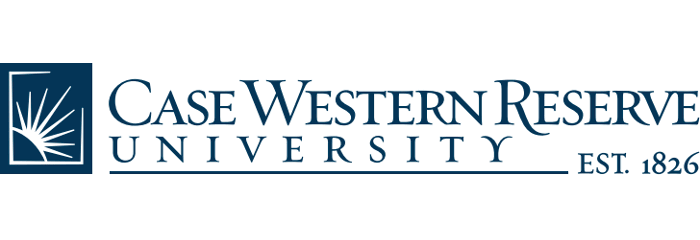 CASE WESTERN RESERVE
UNIVERSITY
EST. 1826